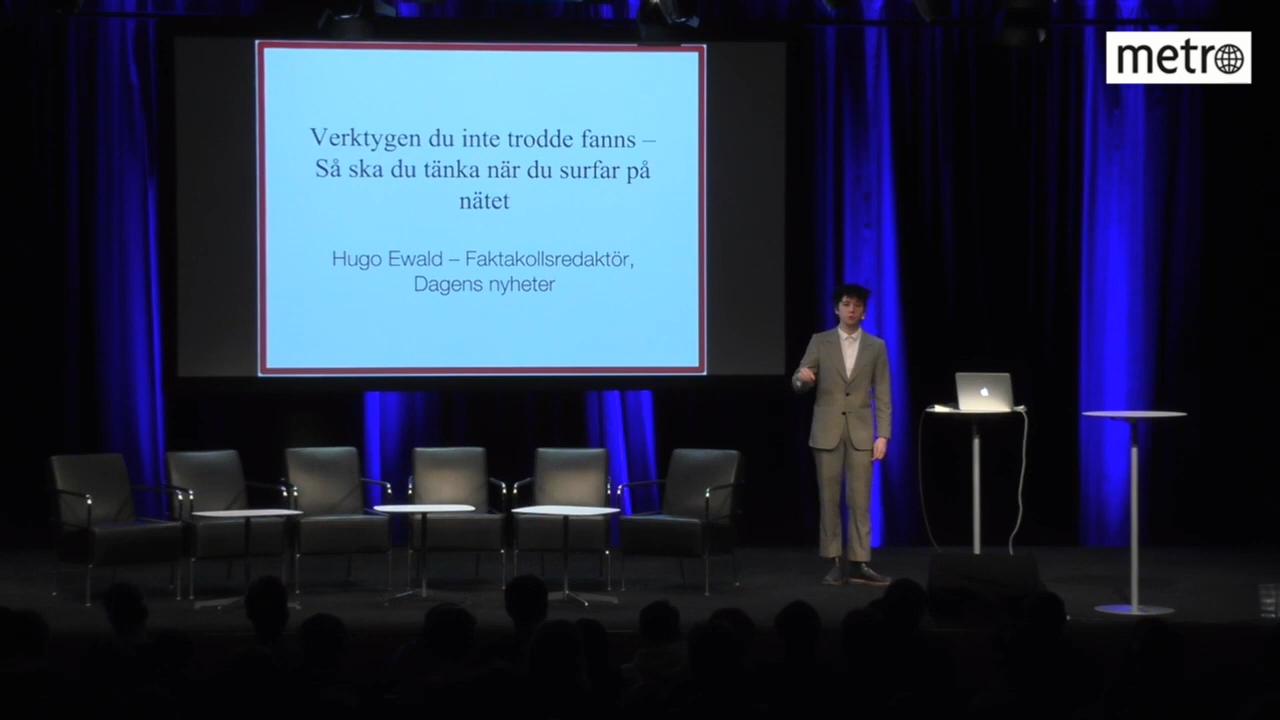 metro
Verktygen du inte trodde fanns –
Så ska du tänka när du surfar på
nätet
Hugo Ewald – Faktakollsredaktör,
Dagens nyheter